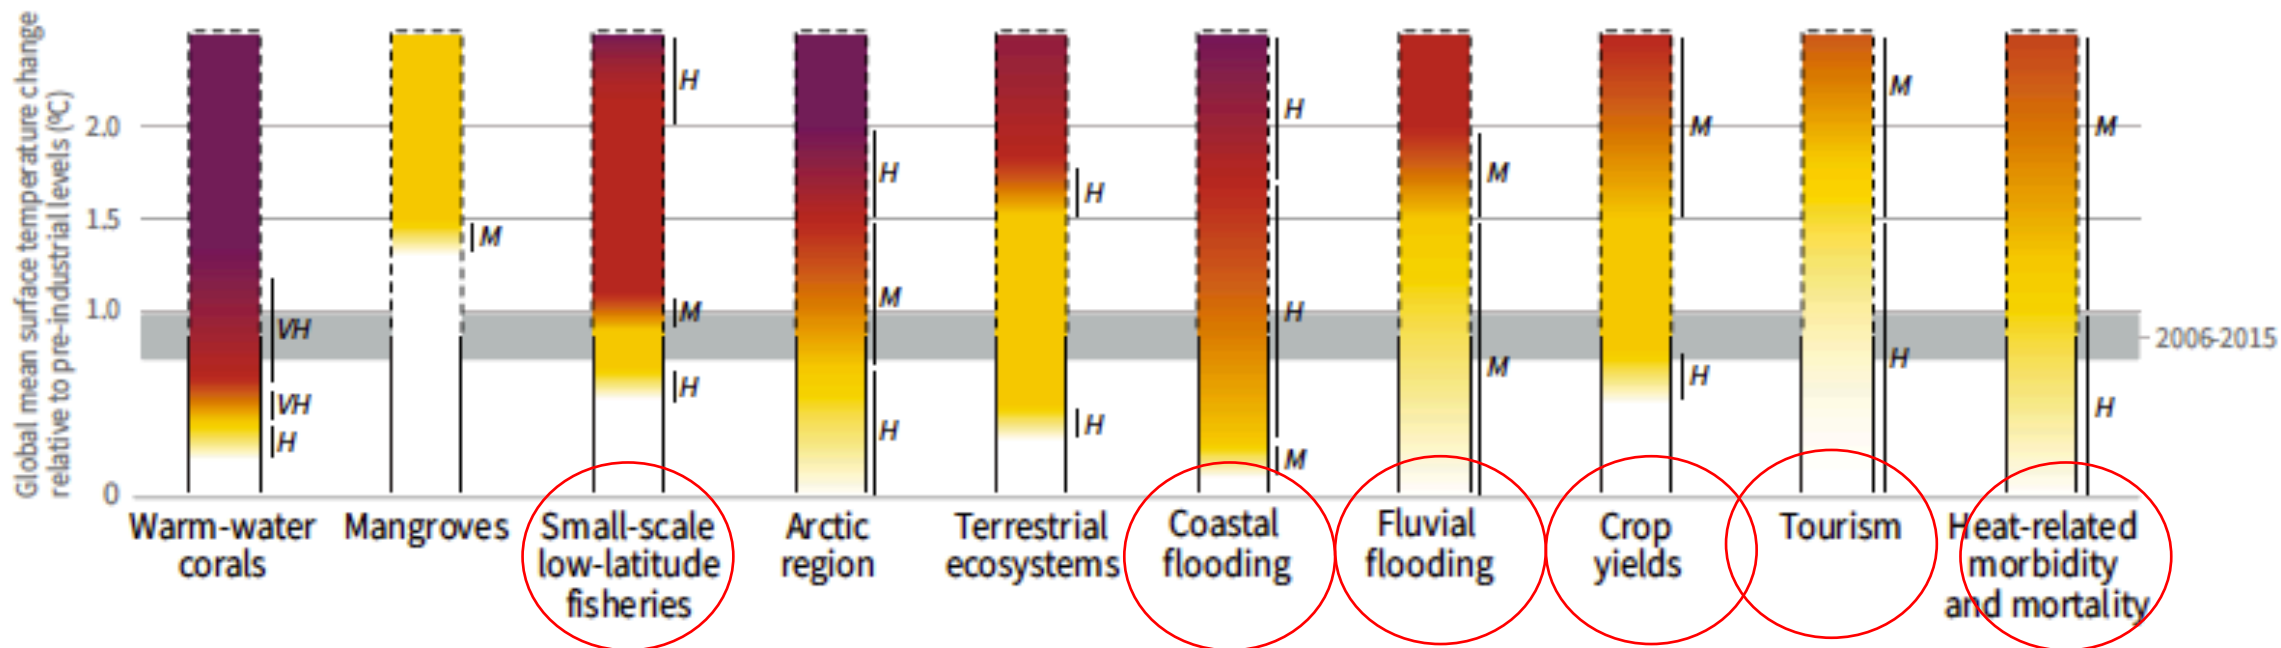 Global mean surface temperature change
relative to pre-industrial levels (ºC)
2.0
1.5
1.0
0
H
M
H
H
H
M
H
M
M
VH
VH
H
M
H
H
M
H
H
H
H
M
M
M
H
H
M
H
2006-2015
Warm-water
corals
Mangroves
Small-scale
low-latitude
fisheries
Arctic
region
Terrestrial
ecosystems
Coastal
flooding
Fluvial
flooding
Crop
yields
Tourism
Heat-related
morbidity
and mortality